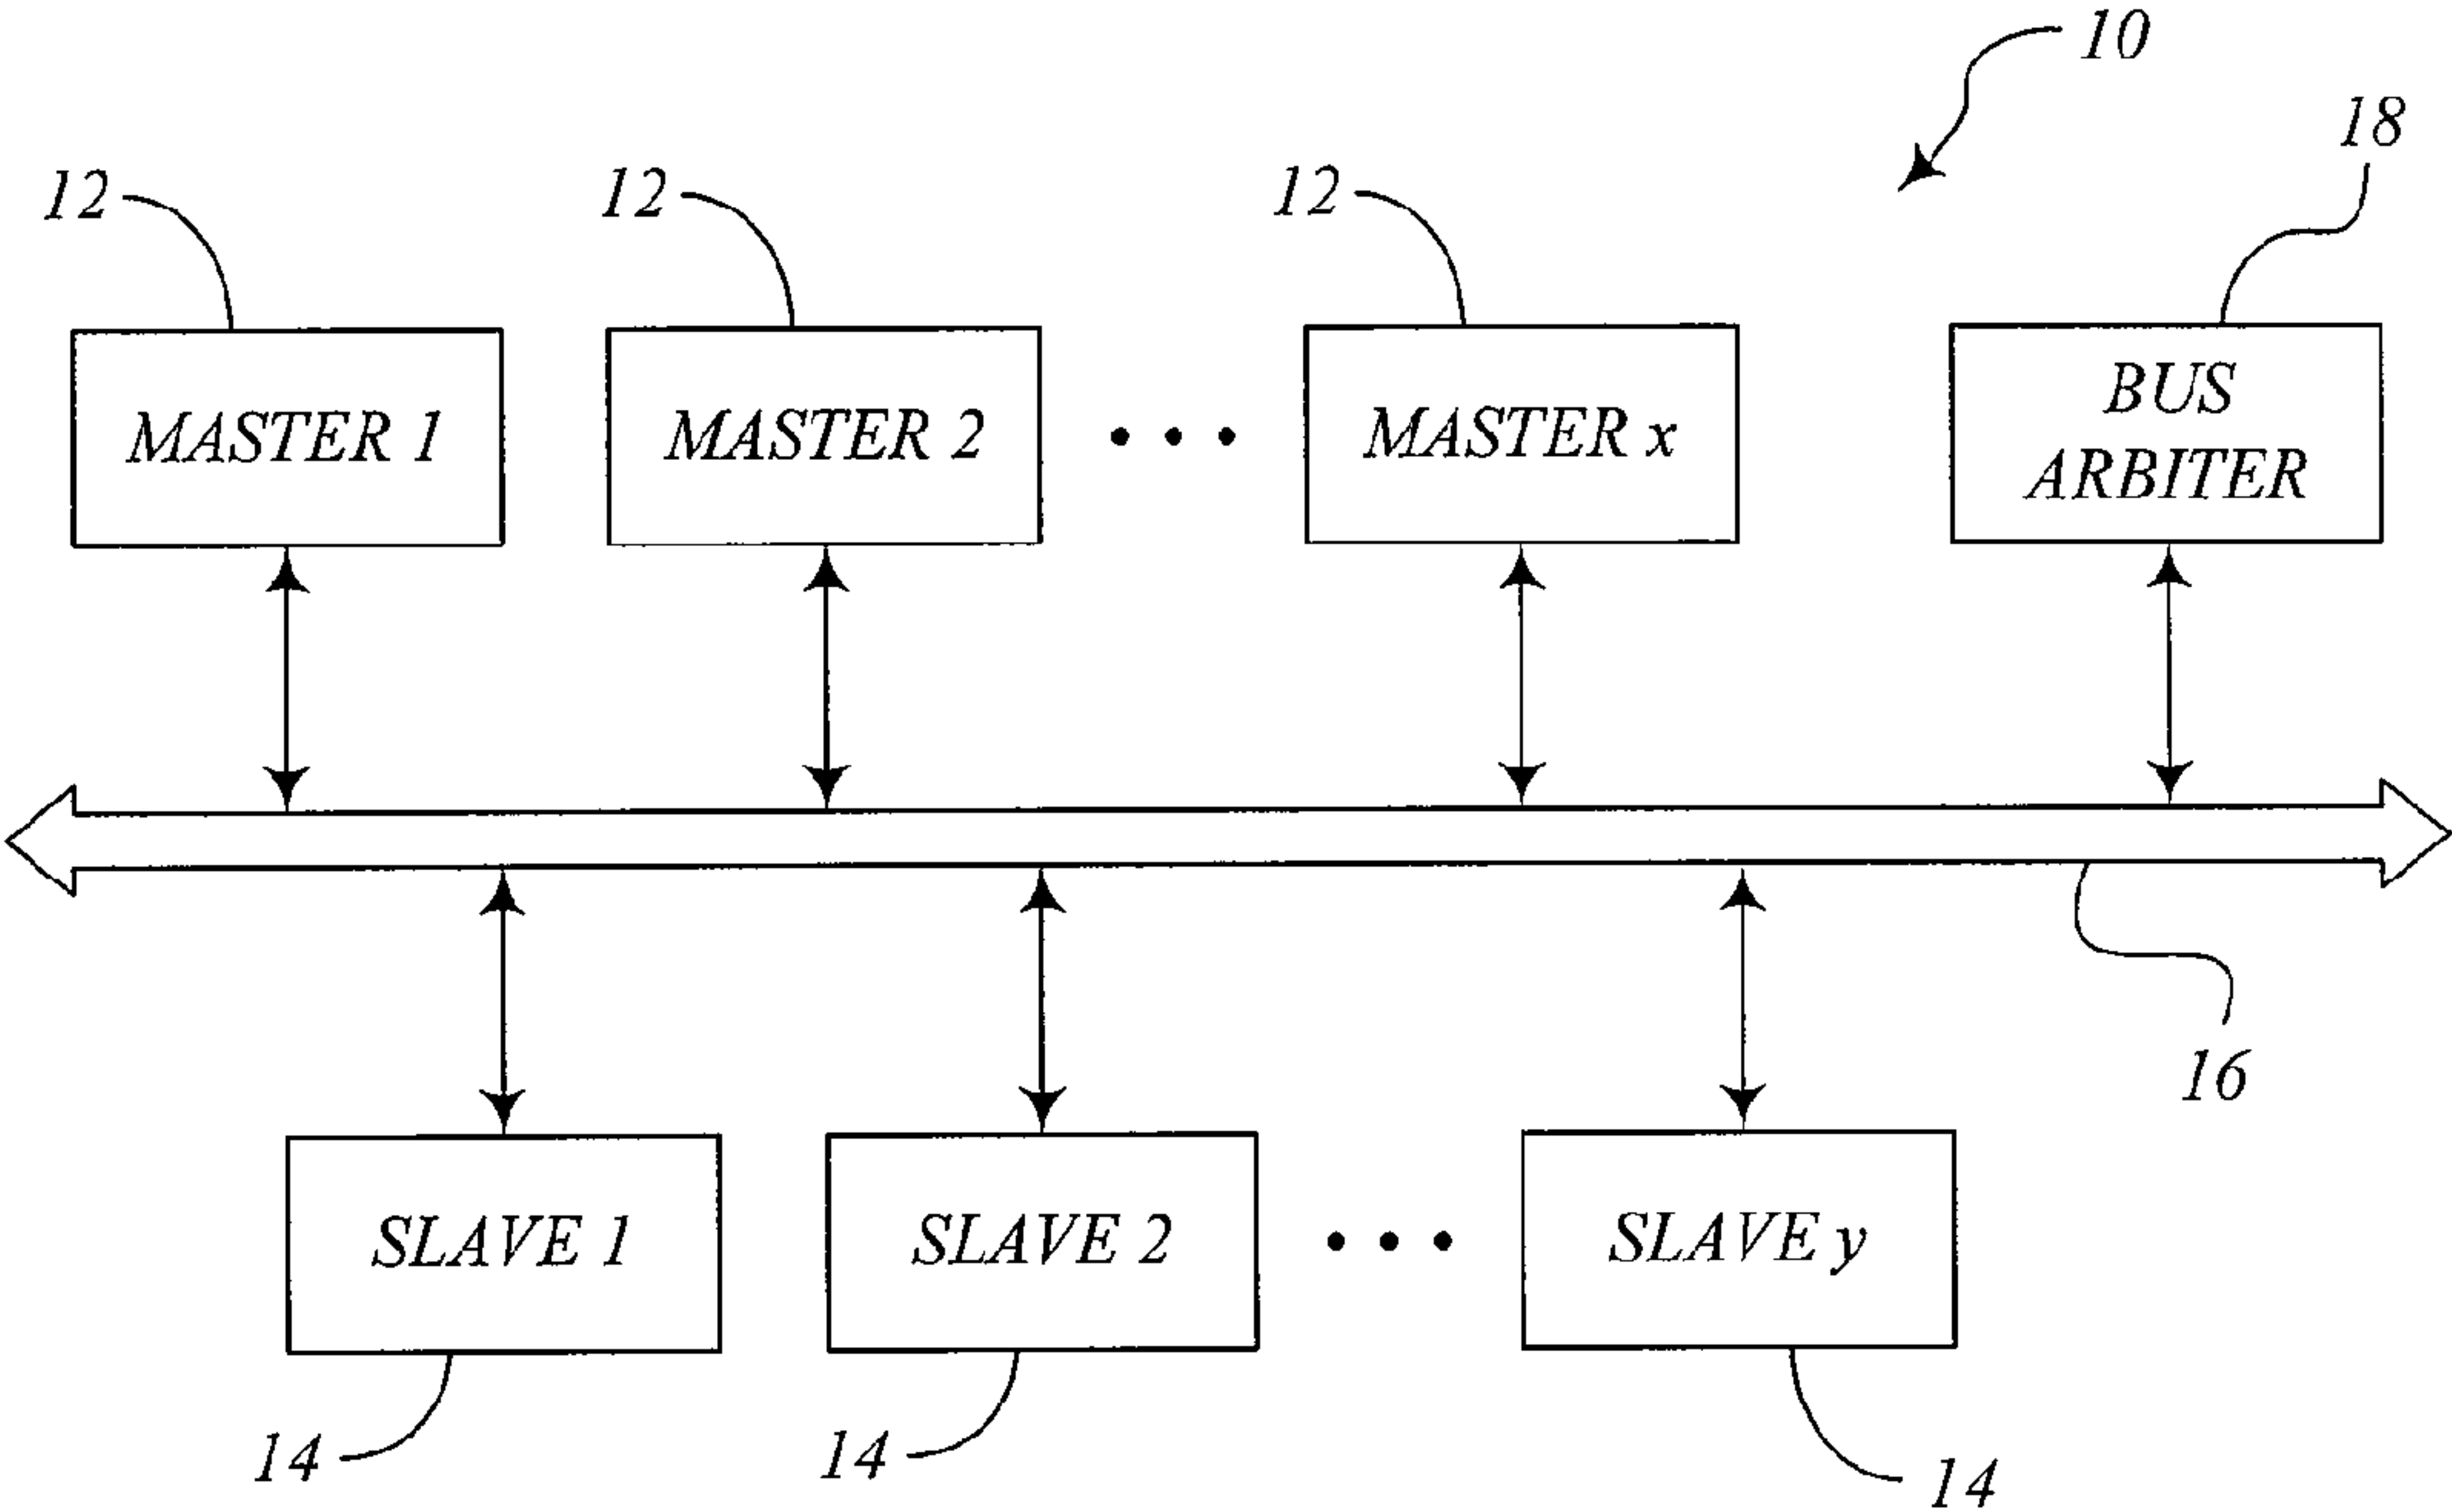 10
18
12
12
12
MASTER 1
MASTER 2
• • •
MASTER x
BUS
ARBITER
16
SLAVE 1
SLAVE 2
• • •
SLAVE y
14
14
14